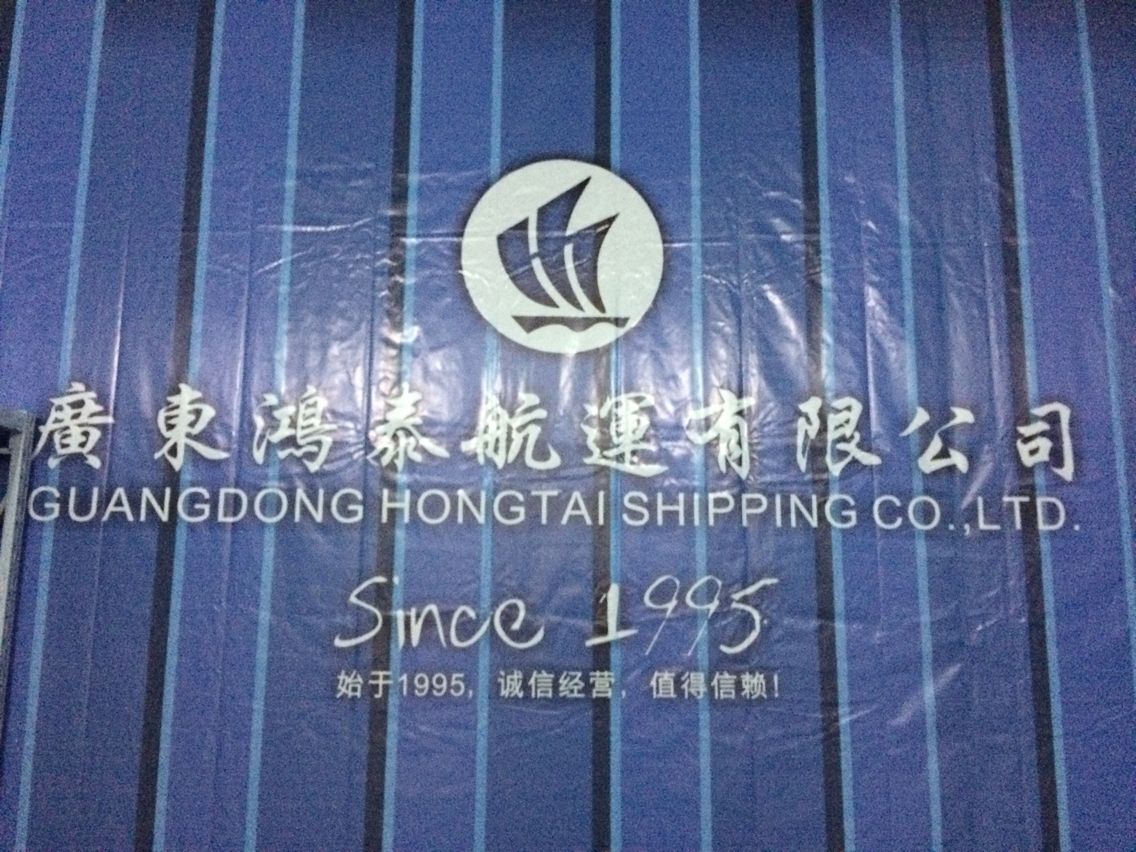 廣東鴻泰航運有限公司
GUANGDONG HONGTAI SHIPPING CO.,LTD.
Since 1995
始于1995，诚信经营，值得信赖！